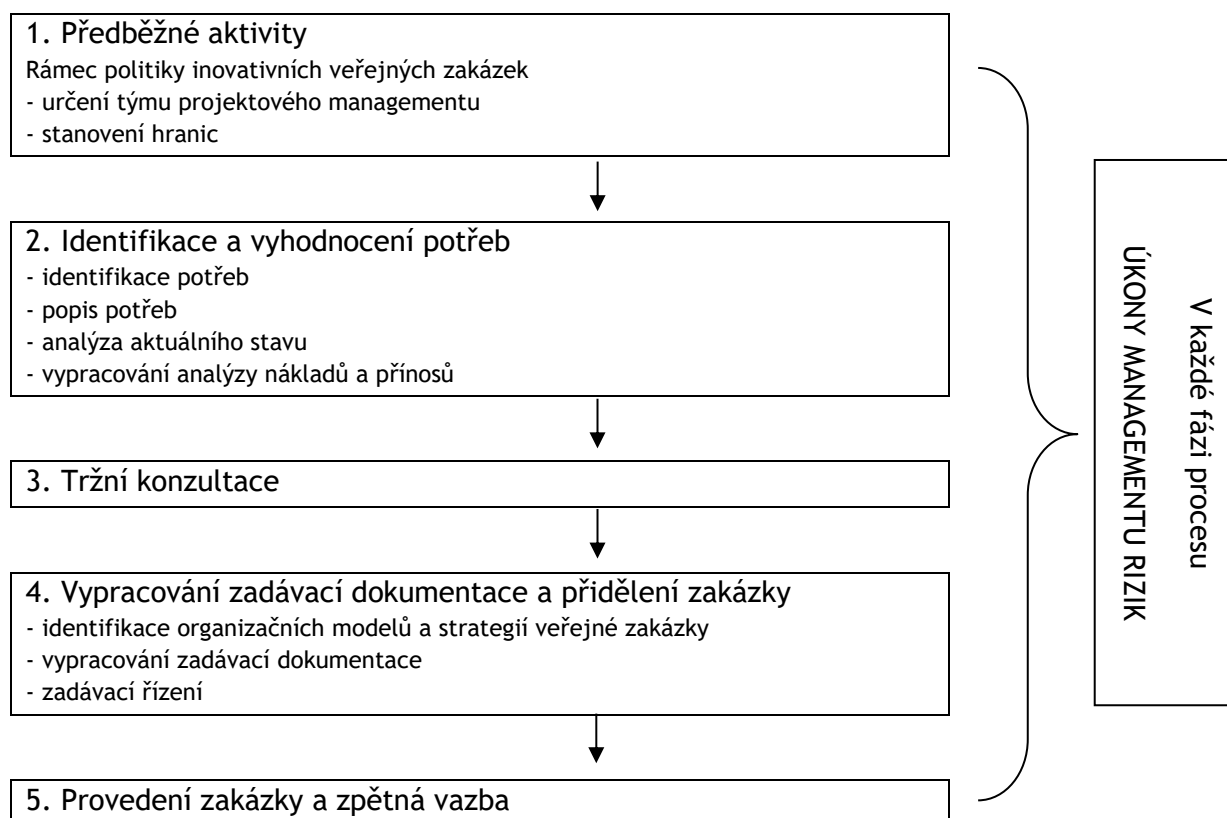 1. Předběžné aktivity
Rámec politiky inovativních veřejných zakázek
- určení týmu projektového managementu
- stanovení hranic
2. Identifikace a vyhodnocení potřeb
- identifikace potřeb
- popis potřeb
- analýza aktuálního stavu
- vypracování analýzy nákladů a přínosů
3. Tržní konzultace
4. Vypracování zadávací dokumentace a přidělení zakázky
- identifikace organizačních modelů a strategií veřejné zakázky
- vypracování zadávací dokumentace
- zadávací řízení
5. Provedení zakázky a zpětná vazba
V každé fázi procesu
ÚKONY MANAGEMENTU RIZIK